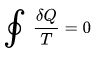 ∮ δQ/T = 0